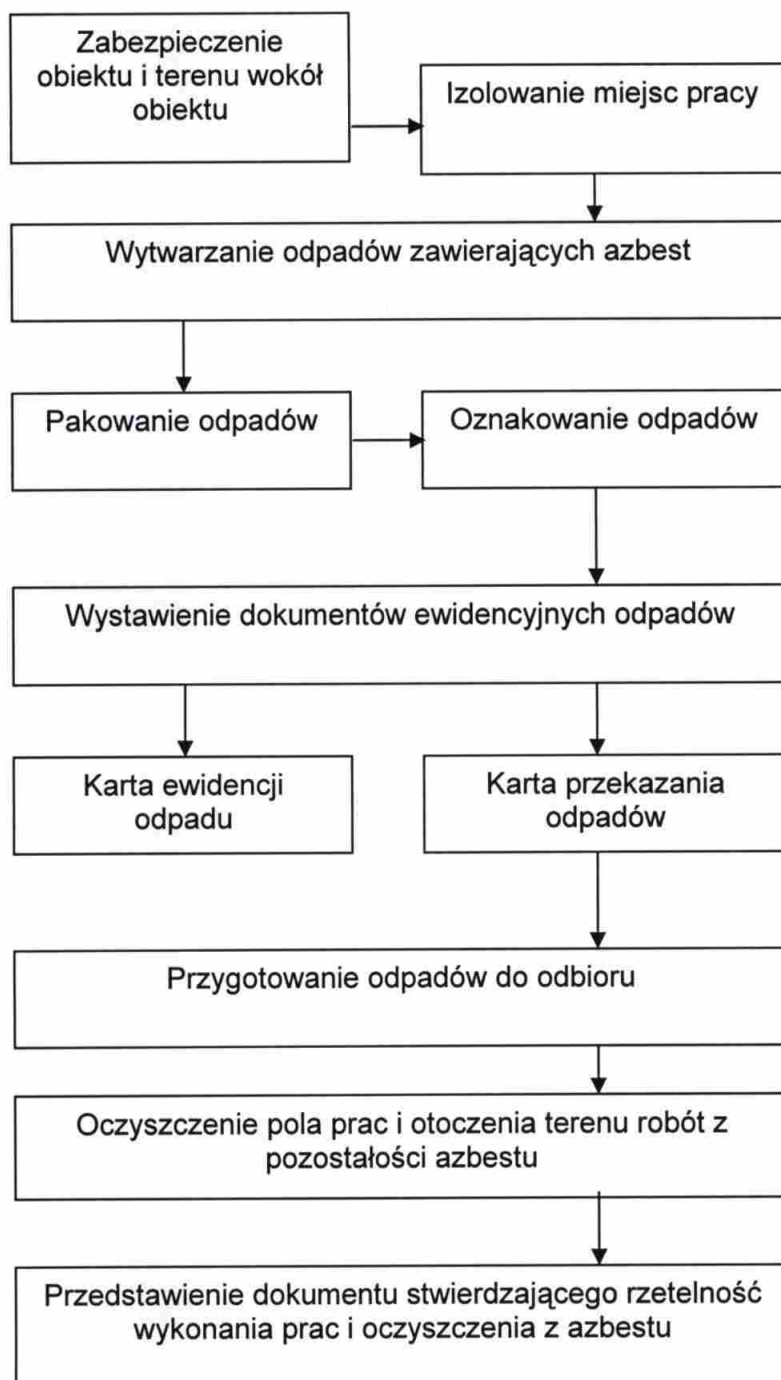 Zabezpieczenie
obiektu i terenu wokół
obiektu
Izolowanie miejsc pracy
Wytwarzanie odpadów zawierających azbest
Pakowanie odpadów
Oznakowanie odpadów
Wystawienie dokumentów ewidencyjnych odpadów
Karta ewidencji
odpadu
Karta przekazania
odpadów
Przygotowanie odpadów do odbioru
Oczyszczenie pola prac i otoczenia terenu robót z
pozostałości azbestu
Przedstawienie dokumentu stwierdzającego rzetelność
wykonania prac i oczyszczenia z azbestu